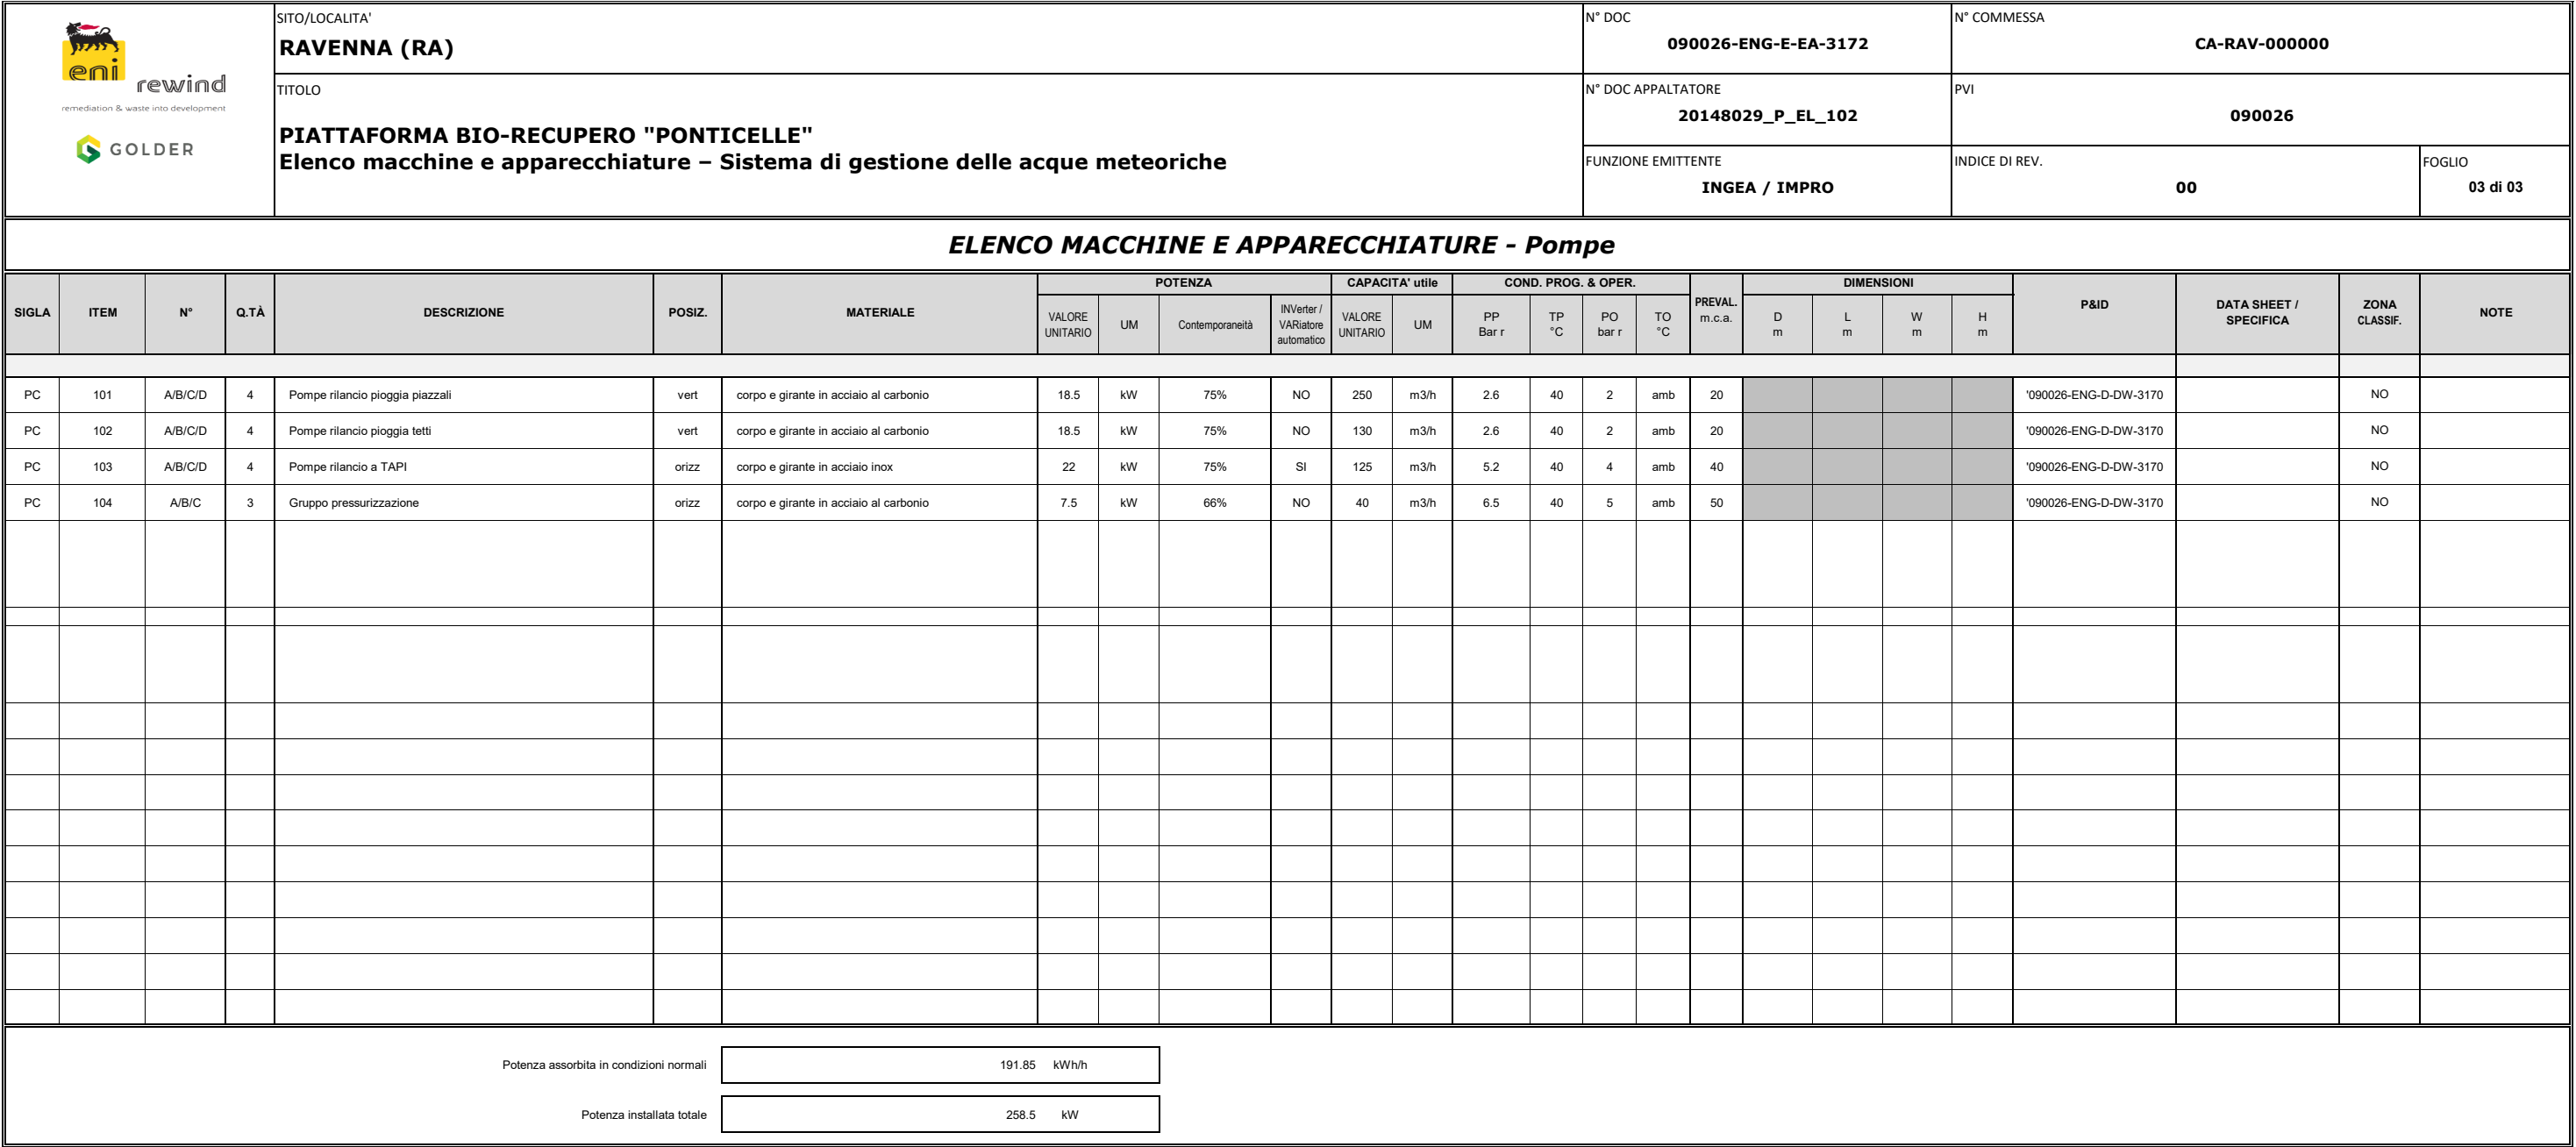 eni
rewind
remediation & waste into development
GOLDER
SITO/LOCALITA'
RAVENNA (RA)
N° DOC
090026-ENG-E-EA-3172
N° COMMESSA
CA-RAV-000000
TITOLO
PIATTAFORMA BIO-RECUPERO "PONTICELLE"
Elenco macchine e apparecchiature – Sistema di gestione delle acque meteoriche
N° DOC APPALTATORE
20148029_P_EL_102
PVI
090026
FUNZIONE EMITTENTE
INGEA / IMPRO
INDICE DI REV.
00
FOGLIO
03 di 03
ELENCO MACCHINE E APPARECCHIATURE - Pompe
SIGLA ITEM N° Q.TÀ DESCRIZIONE POSIZ. MATERIALE POTENZA CAPACITA' utile COND. PROG. & OPER. PREVAL. m.c.a. DIMENSIONI P&ID DATA SHEET / SPECIFICA ZONA CLASSIF. NOTE
VALORE UNITARIO UM Contemporaneità INVerter / VARiatore automatico VALORE UNITARIO UM PP Bar r TP °C PO bar r TO °C D m L m W m H m
PC 101 A/B/C/D 4 Pompe rilancio pioggia piazzali vert corpo e girante in acciaio al carbonio 18.5 kW 75% NO 250 m3/h 2.6 40 2 amb 20 '090026-ENG-D-DW-3170 NO
PC 102 A/B/C/D 4 Pompe rilancio pioggia tetti vert corpo e girante in acciaio al carbonio 18.5 kW 75% NO 130 m3/h 2.6 40 2 amb 20 '090026-ENG-D-DW-3170 NO
PC 103 A/B/C/D 4 Pompe rilancio a TAPI orizz corpo e girante in acciaio inox 22 kW 75% SI 125 m3/h 5.2 40 4 amb 40 '090026-ENG-D-DW-3170 NO
PC 104 A/B/C 3 Gruppo pressurizzazione orizz corpo e girante in acciaio al carbonio 7.5 kW 66% NO 40 m3/h 6.5 40 5 amb 50 '090026-ENG-D-DW-3170 NO
Potenza assorbita in condizioni normali 191.85 kWh/h
Potenza installata totale 258.5 kW